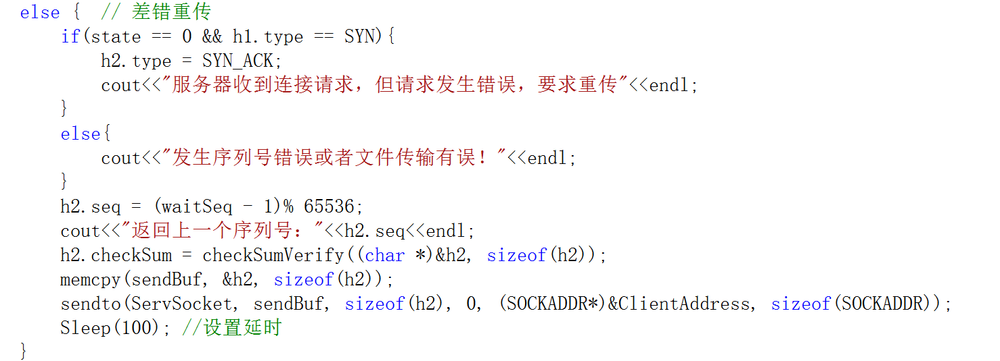 else {  // 差错重传
    if(state == 0 && h1.type == SYN){
        h2.type = SYN_ACK;
        cout<<"服务器收到连接请求，但请求发生错误，要求重传"<<endl;
    }
    else{
        cout<<"发生序列号错误或者文件传输有误！"<<endl;
    }
    h2.seq = (waitSeq - 1)% 65536;
    cout<<"返回上一个序列号："<<h2.seq<<endl;
    h2.checkSum = checkSumVerify((char *)&h2, sizeof(h2));
    memcpy(sendBuf, &h2, sizeof(h2));
    sendto(ServSocket, sendBuf, sizeof(h2), 0, (SOCKADDR*)&ClientAddress, sizeof(SOCKADDR));
    Sleep(100); //设置延时
}